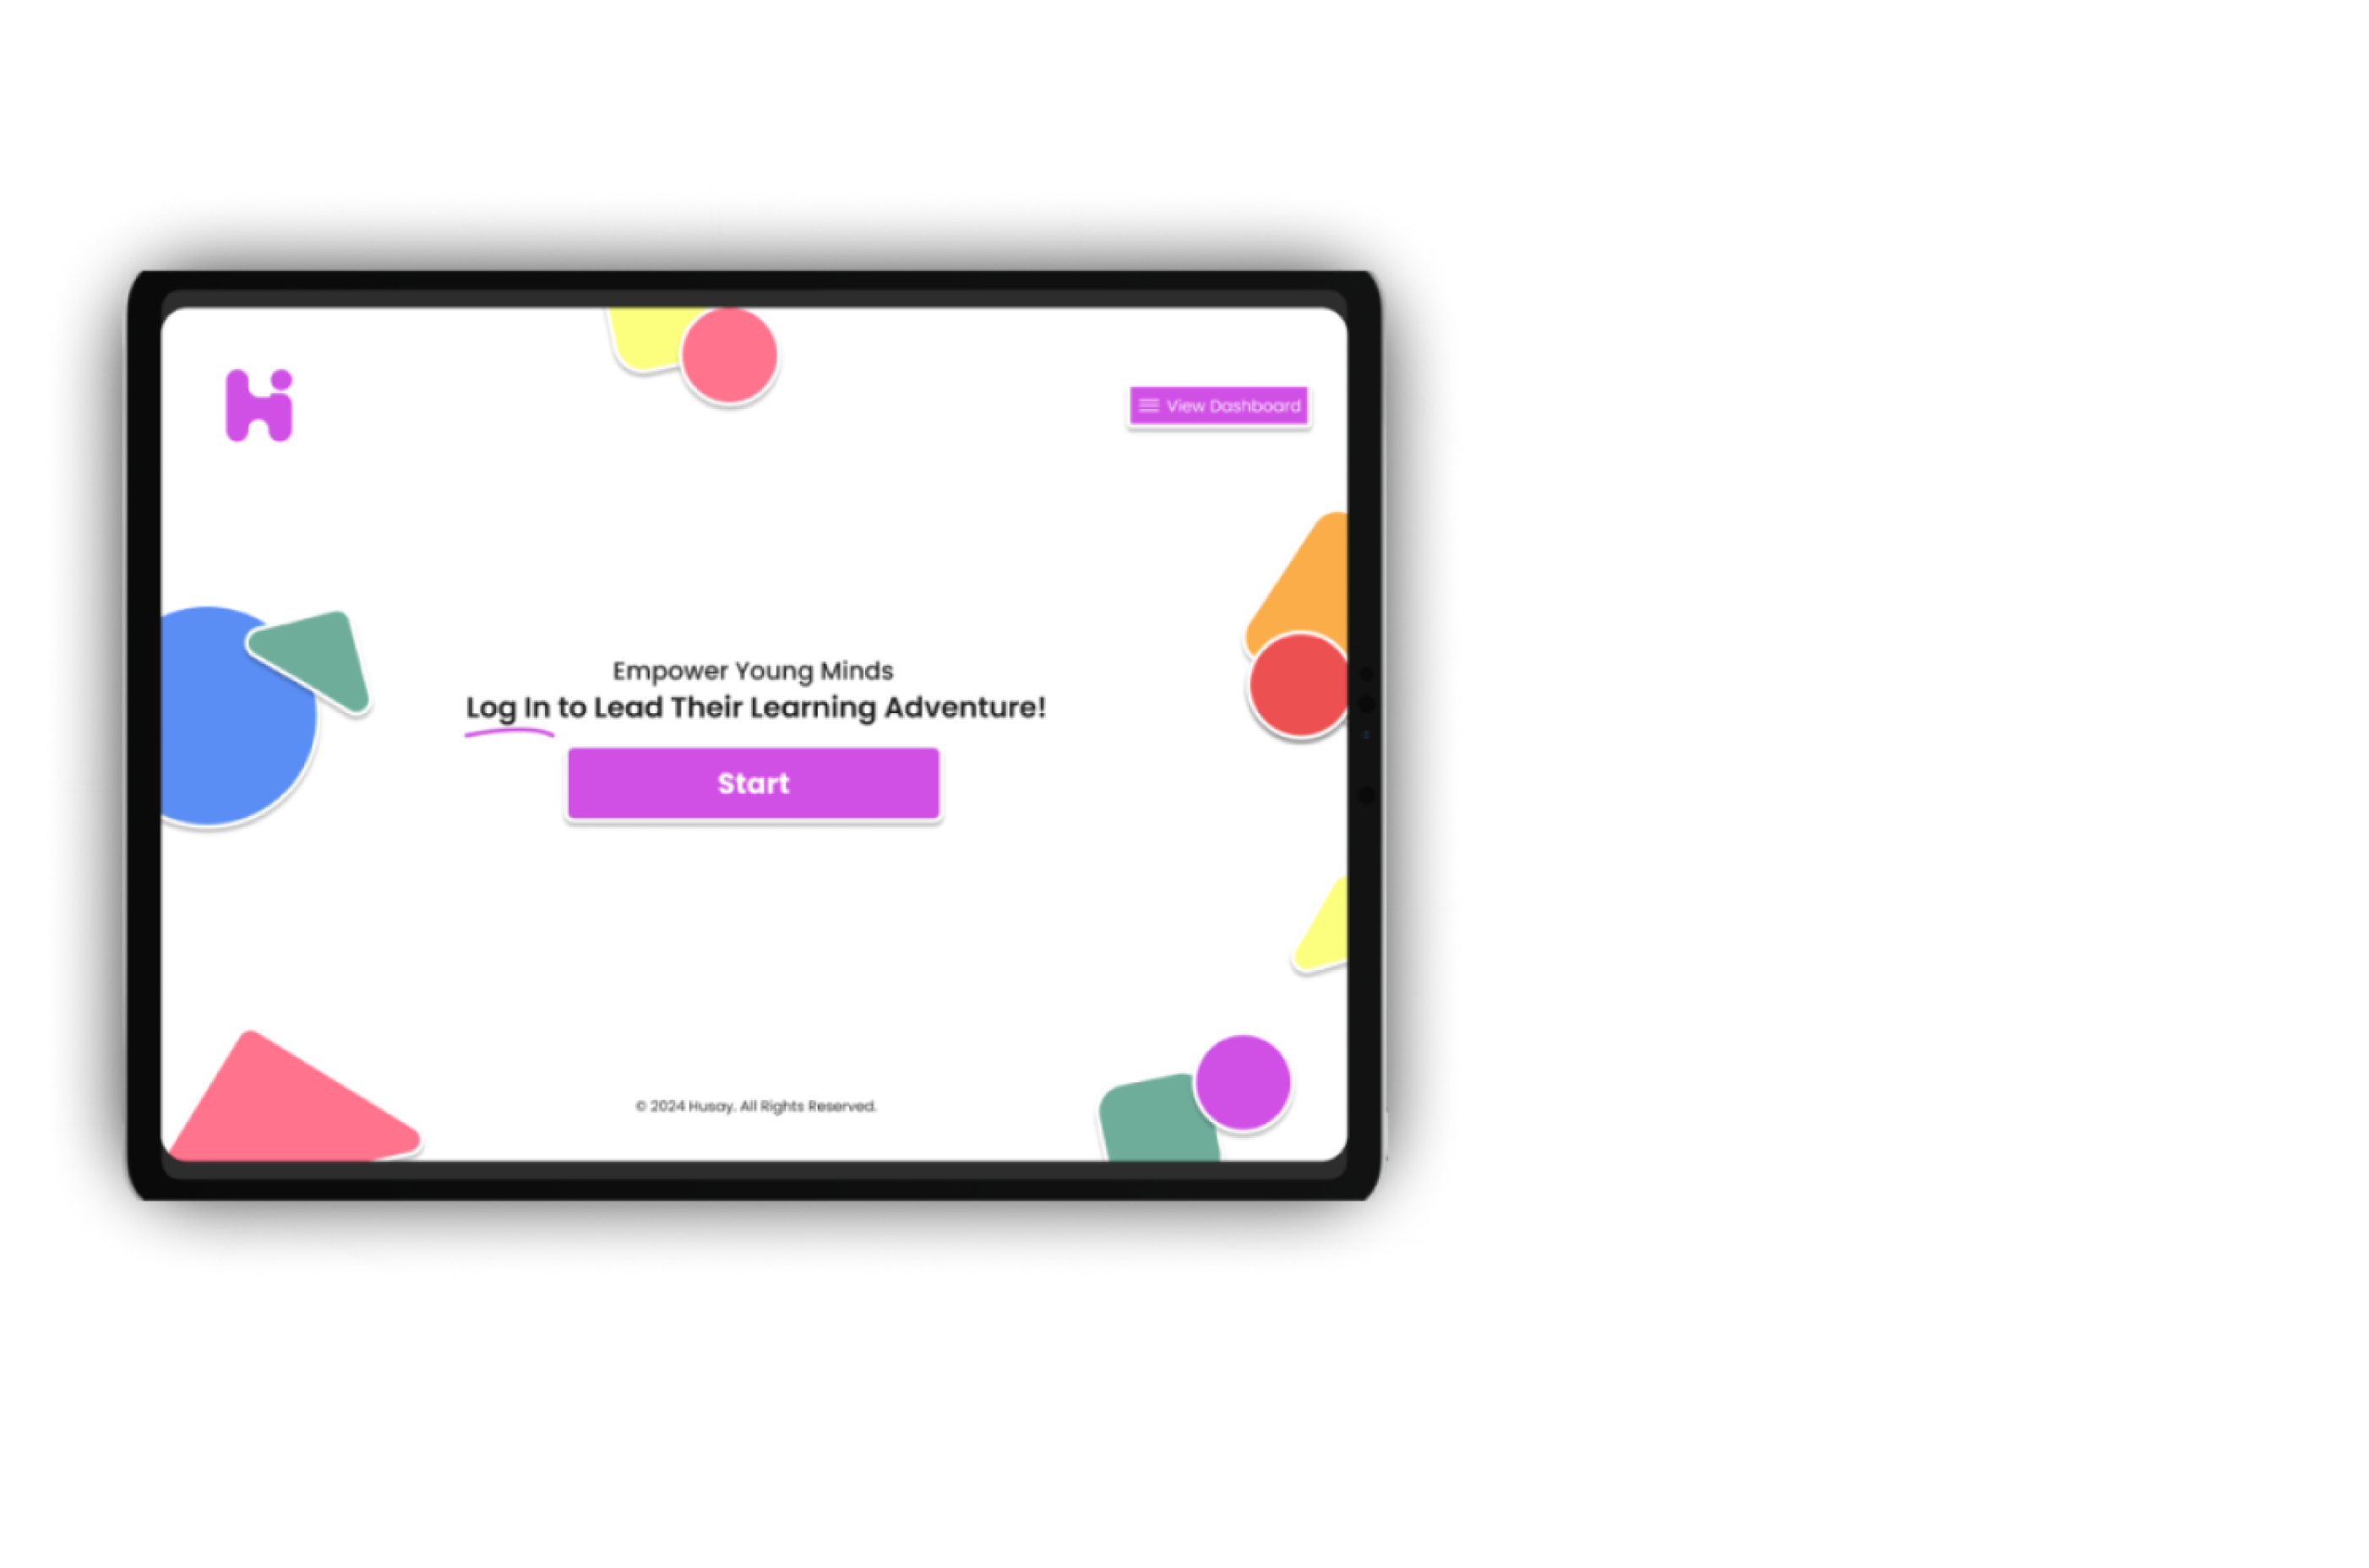 View Dashboard
Empower Young Minds
Log In to Lead Their Learning Adventure!
Start
© 2024 Husay. All Rights Reserved.